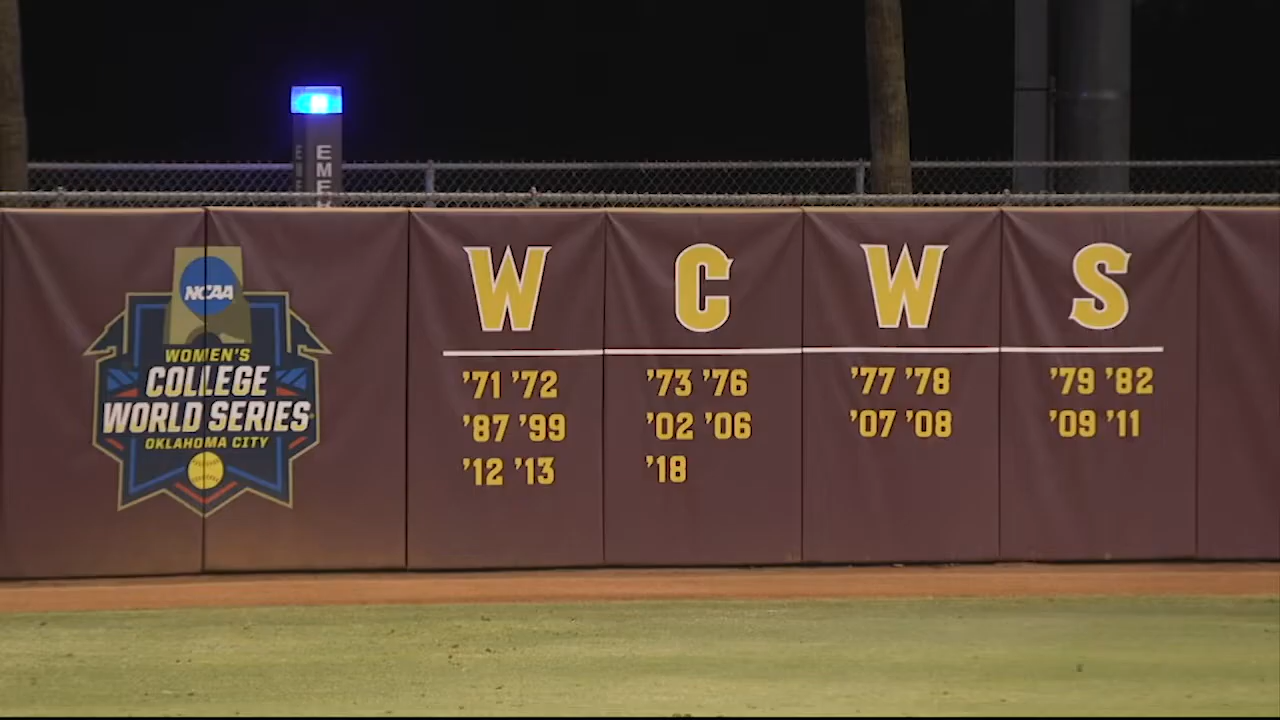 EME
NCAA
WOMEN'S
COLLEGE
WORLD SERIES
OKLAHOMA CITY
W C W S
'71 '72 '73 '76 '77 '78 '79 '82
'87 '99 '02 '06 '07 '08 '09 '11
'12 '13 '18